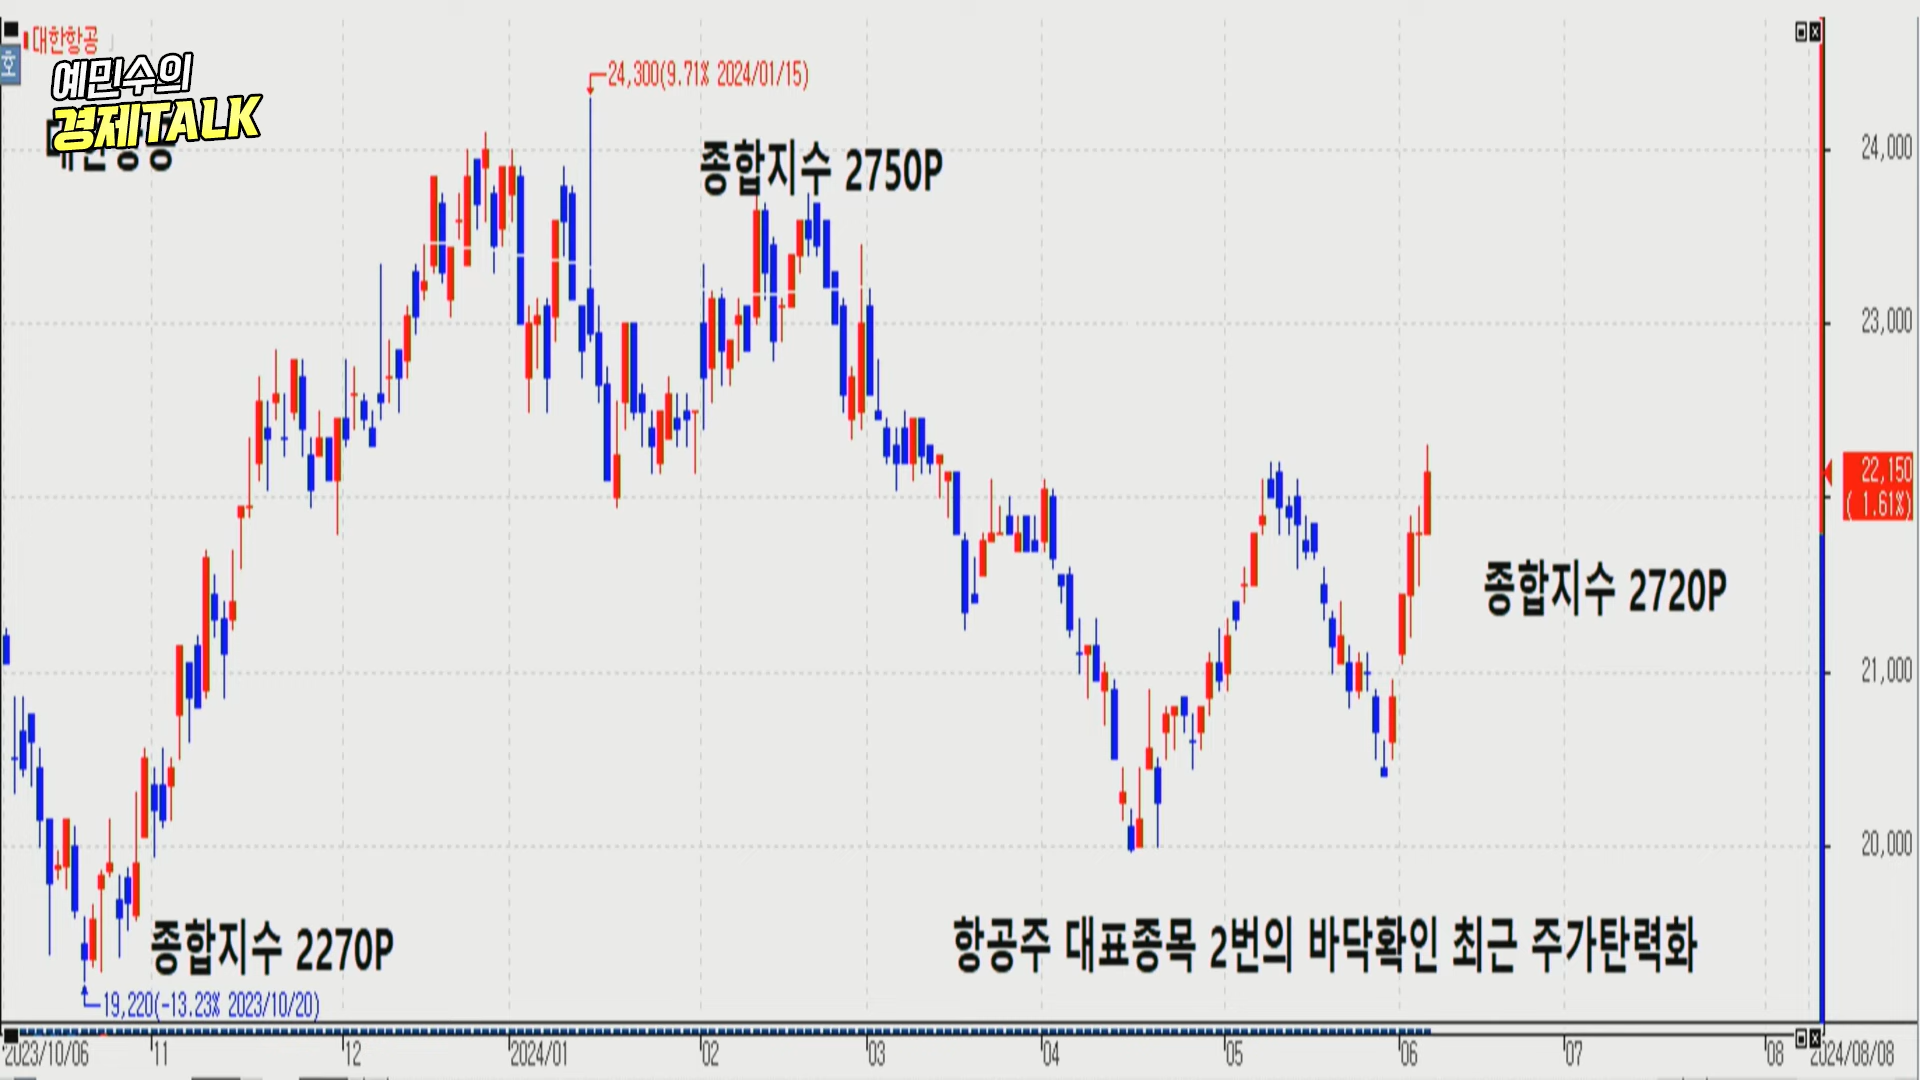 대한항공
호
예민수의
경제TALK
24,300(9.71% 2024/01/15)
종합지수 2750P
24,000
23,000
22,150
( 1.61%)
종합지수 2720P
21,000
20,000
종합지수 2270P
항공주 대표종목 2번의 바닥확인 최근 주가탄력화
19,220(-13.23% 2023/10/20)
2023/10/06 11 12 2024/01 02 03 04 05 06 07 08 2024/08/08